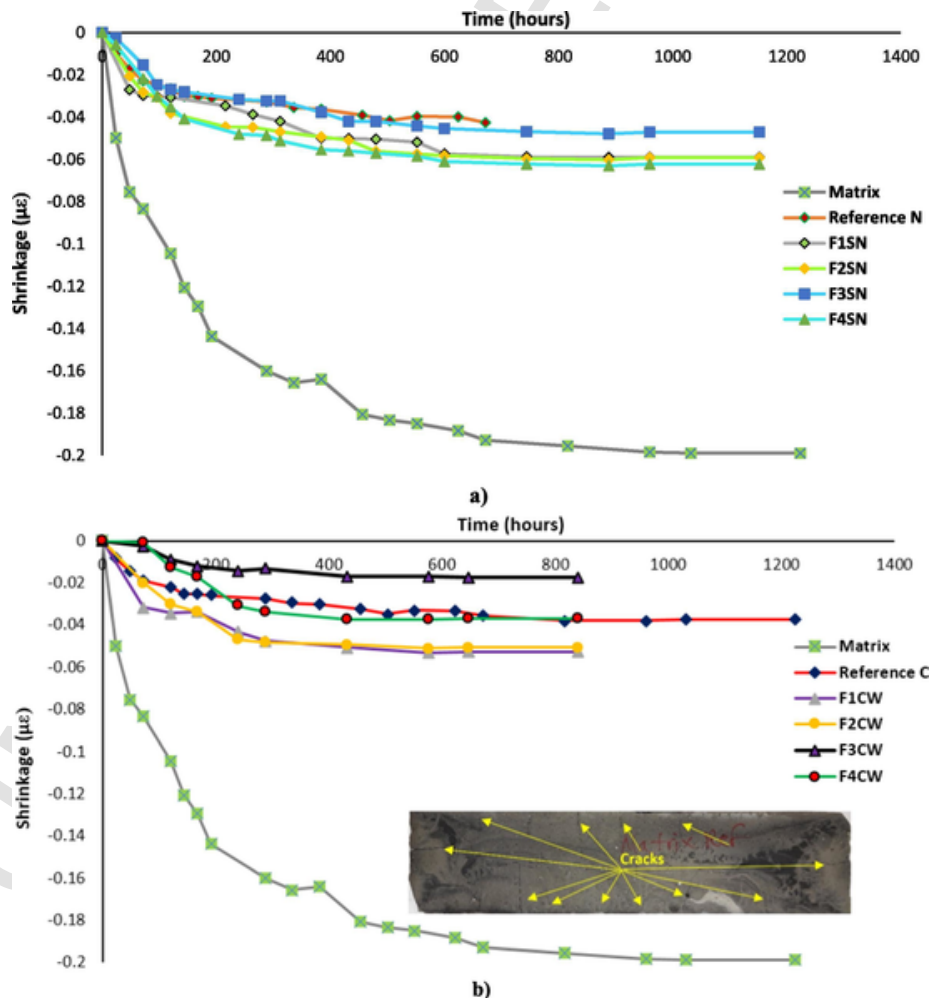 Time (hours)
0
0 200 400 600 800 1000 1200 1400
-0.02
-0.04
-0.06
-0.08
-0.1
-0.12
-0.14
-0.16
-0.18
-0.2
Shrinkage (με)
Matrix
Reference N
F1SN
F2SN
F3SN
F4SN
a)
Time (hours)
0
0 200 400 600 800 1000 1200 1400
-0.02
-0.04
-0.06
-0.08
-0.1
-0.12
-0.14
-0.16
-0.18
-0.2
Shrinkage (με)
Matrix
Reference C
F1CW
F2CW
F3CW
F4CW
Matrix
Cracks
b)